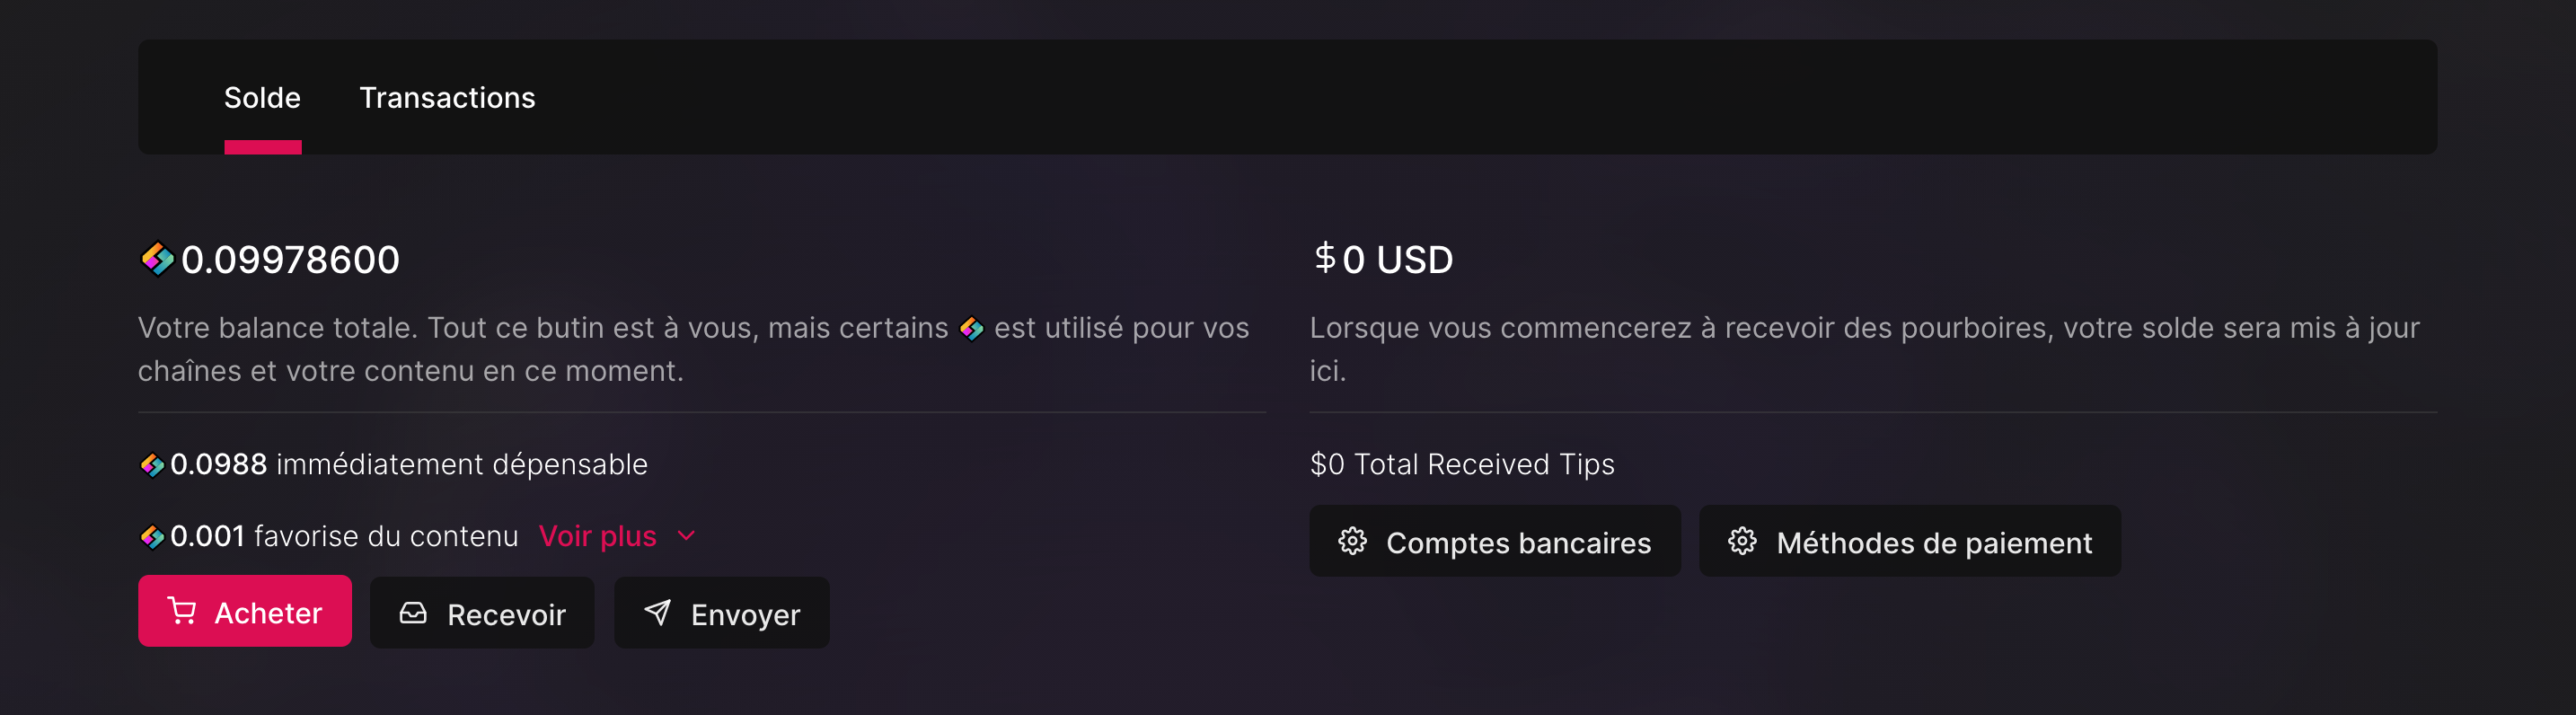 Solde Transactions
0.09978600
Votre balance totale. Tout ce butin est à vous, mais certains est utilisé pour vos
chaînes et votre contenu en ce moment.
0.0988 immédiatement dépensable
0.001 favorise du contenu Voir plus
Acheter Recevoir Envoyer
$0 USD
Lorsque vous commencerez à recevoir des pourboires, votre solde sera mis à jour
ici.
$0 Total Received Tips
Comptes bancaires Méthodes de paiement